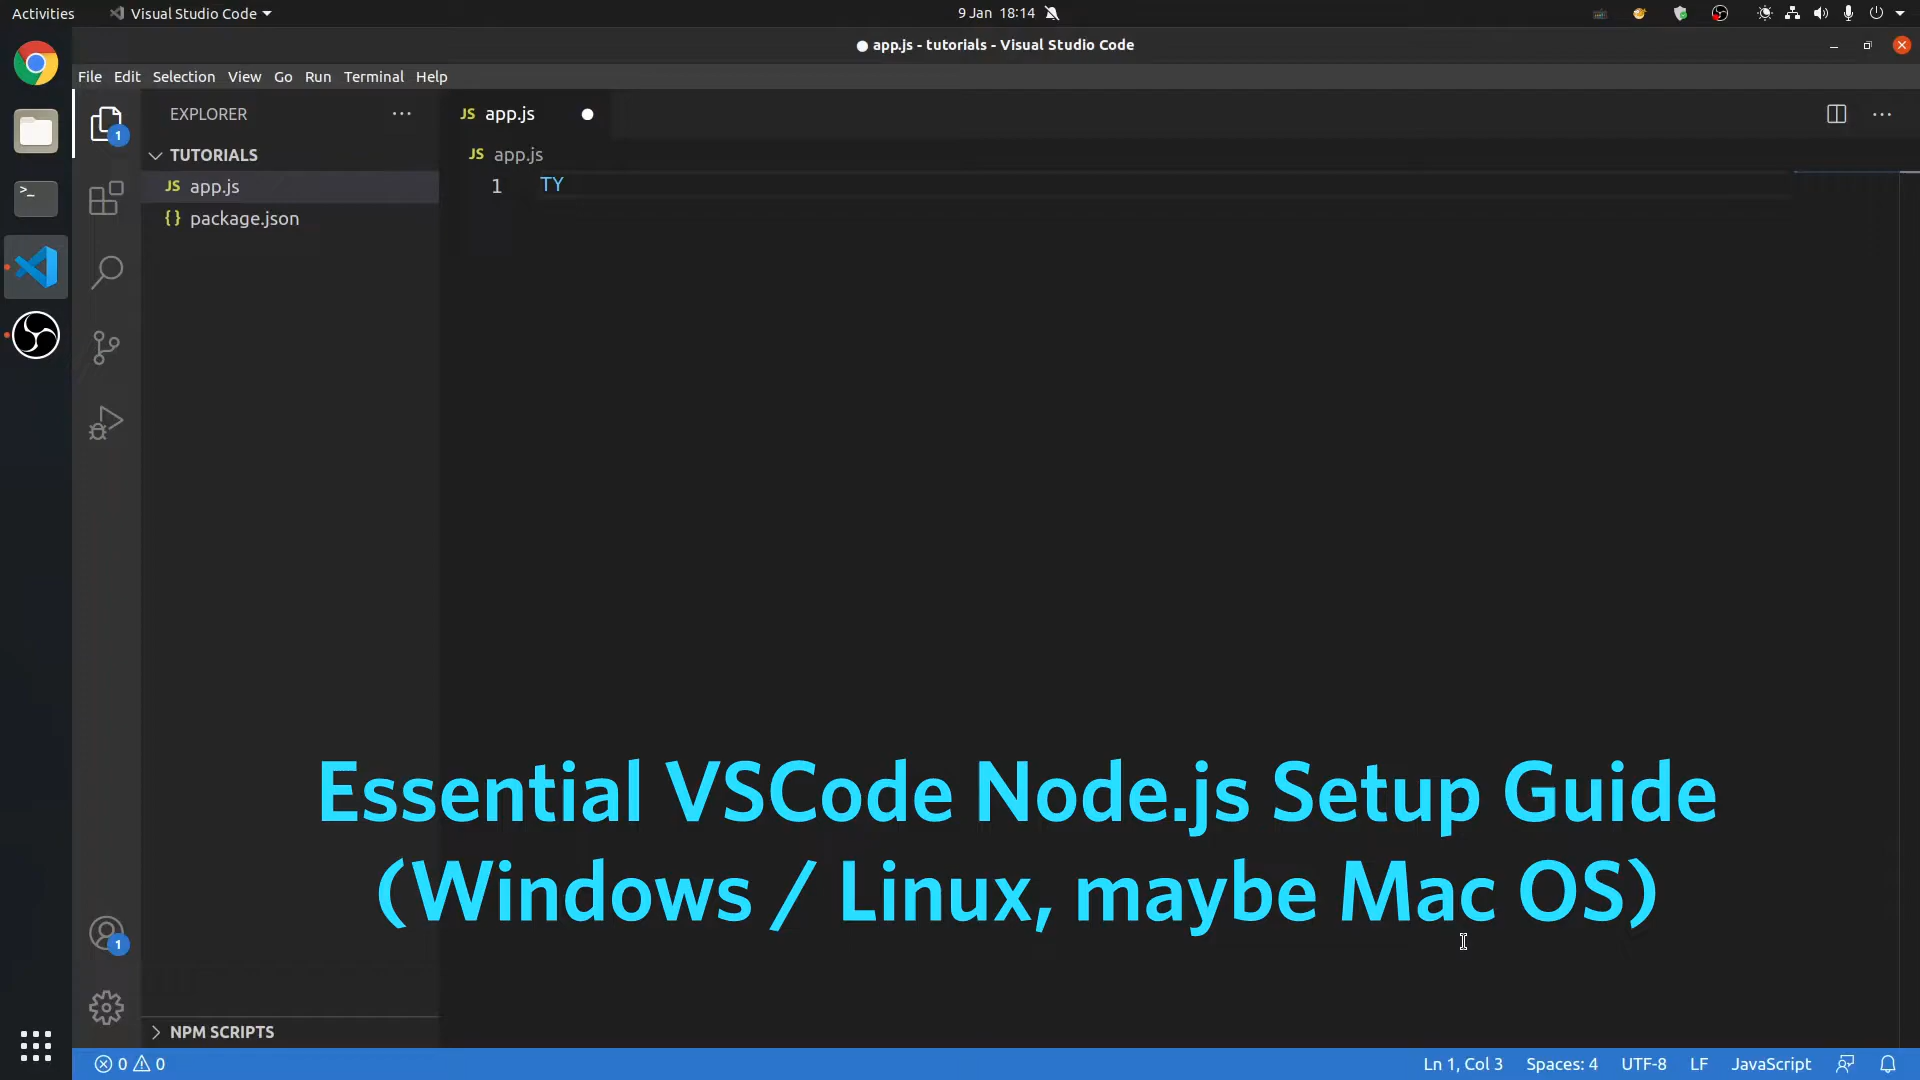 Activities
Visual Studio Code
9 Jan 18:14
app.js - tutorials - Visual Studio Code
File Edit Selection View Go Run Terminal Help
EXPLORER
JS app.js
1
TUTORIALS
JS app.js
JS app.js
{} package.json
1 TY
>_
Essential VSCode Node.js Setup Guide
(Windows / Linux, maybe Mac OS)
1
NPM SCRIPTS
0 0
Ln 1, Col 3 Spaces: 4 UTF-8 LF JavaScript